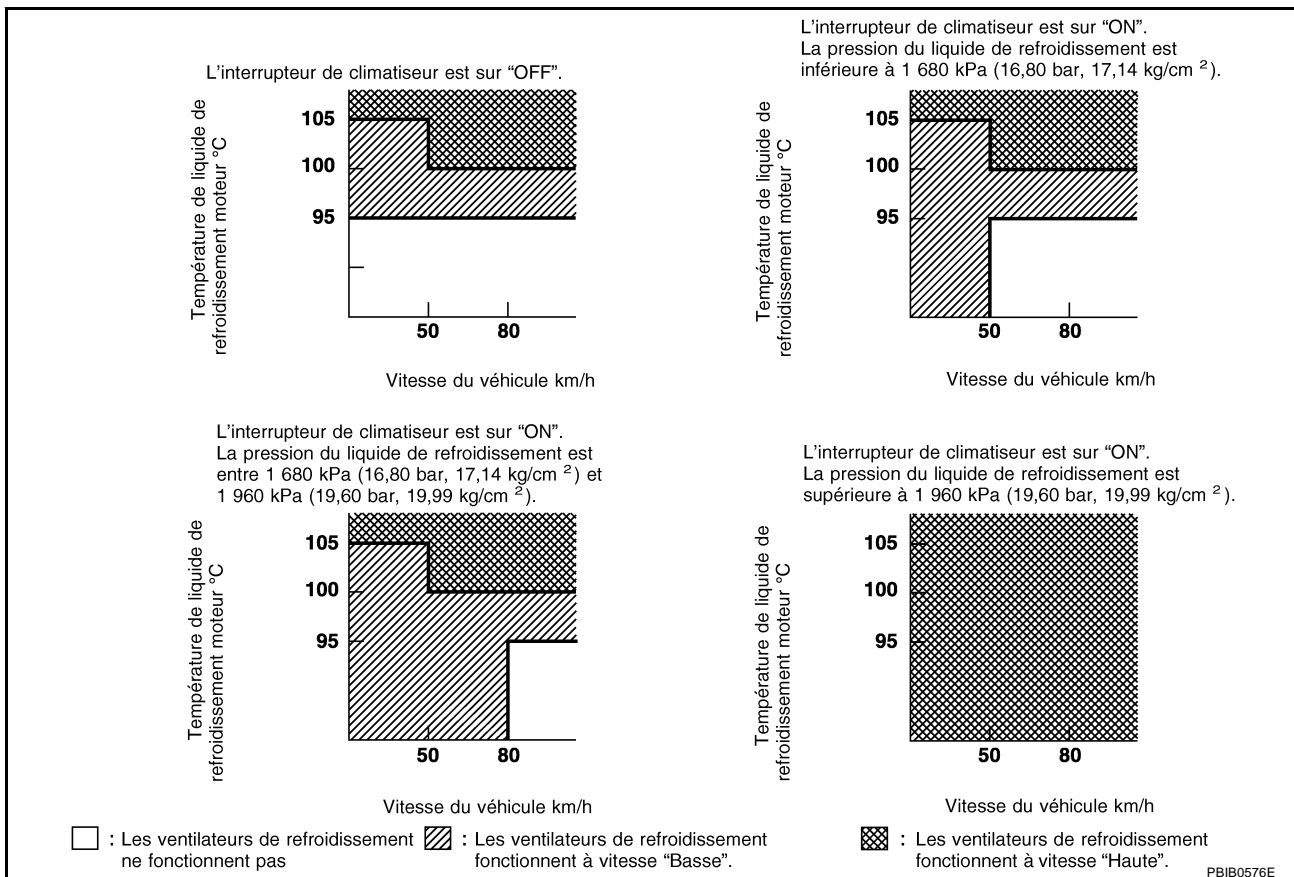 L'interrupteur de climatiseur est sur “OFF”.
Température de liquide de
refroidissement moteur °C
105
100
95
50
80
Vitesse du véhicule km/h
L'interrupteur de climatiseur est sur “ON”.
La pression du liquide de refroidissement est
inférieure à 1 680 kPa (16,80 bar, 17,14 kg/cm 2).
Température de liquide de
refroidissement moteur °C
105
100
95
50
80
Vitesse du véhicule km/h
L'interrupteur de climatiseur est sur “ON”.
La pression du liquide de refroidissement est
entre 1 680 kPa (16,80 bar, 17,14 kg/cm 2) et
1 960 kPa (19,60 bar, 19,99 kg/cm 2).
Température de liquide de
refroidissement moteur °C
105
100
95
50
80
Vitesse du véhicule km/h
L'interrupteur de climatiseur est sur “ON”.
La pression du liquide de refroidissement est
supérieure à 1 960 kPa (19,60 bar, 19,99 kg/cm 2).
Température de liquide de
refroidissement moteur °C
105
100
95
50
80
Vitesse du véhicule km/h
: Les ventilateurs de refroidissement
ne fonctionnent pas
: Les ventilateurs de refroidissement
fonctionnent à vitesse “Basse”.
: Les ventilateurs de refroidissement
fonctionnent à vitesse “Haute”.
PBIB0576E